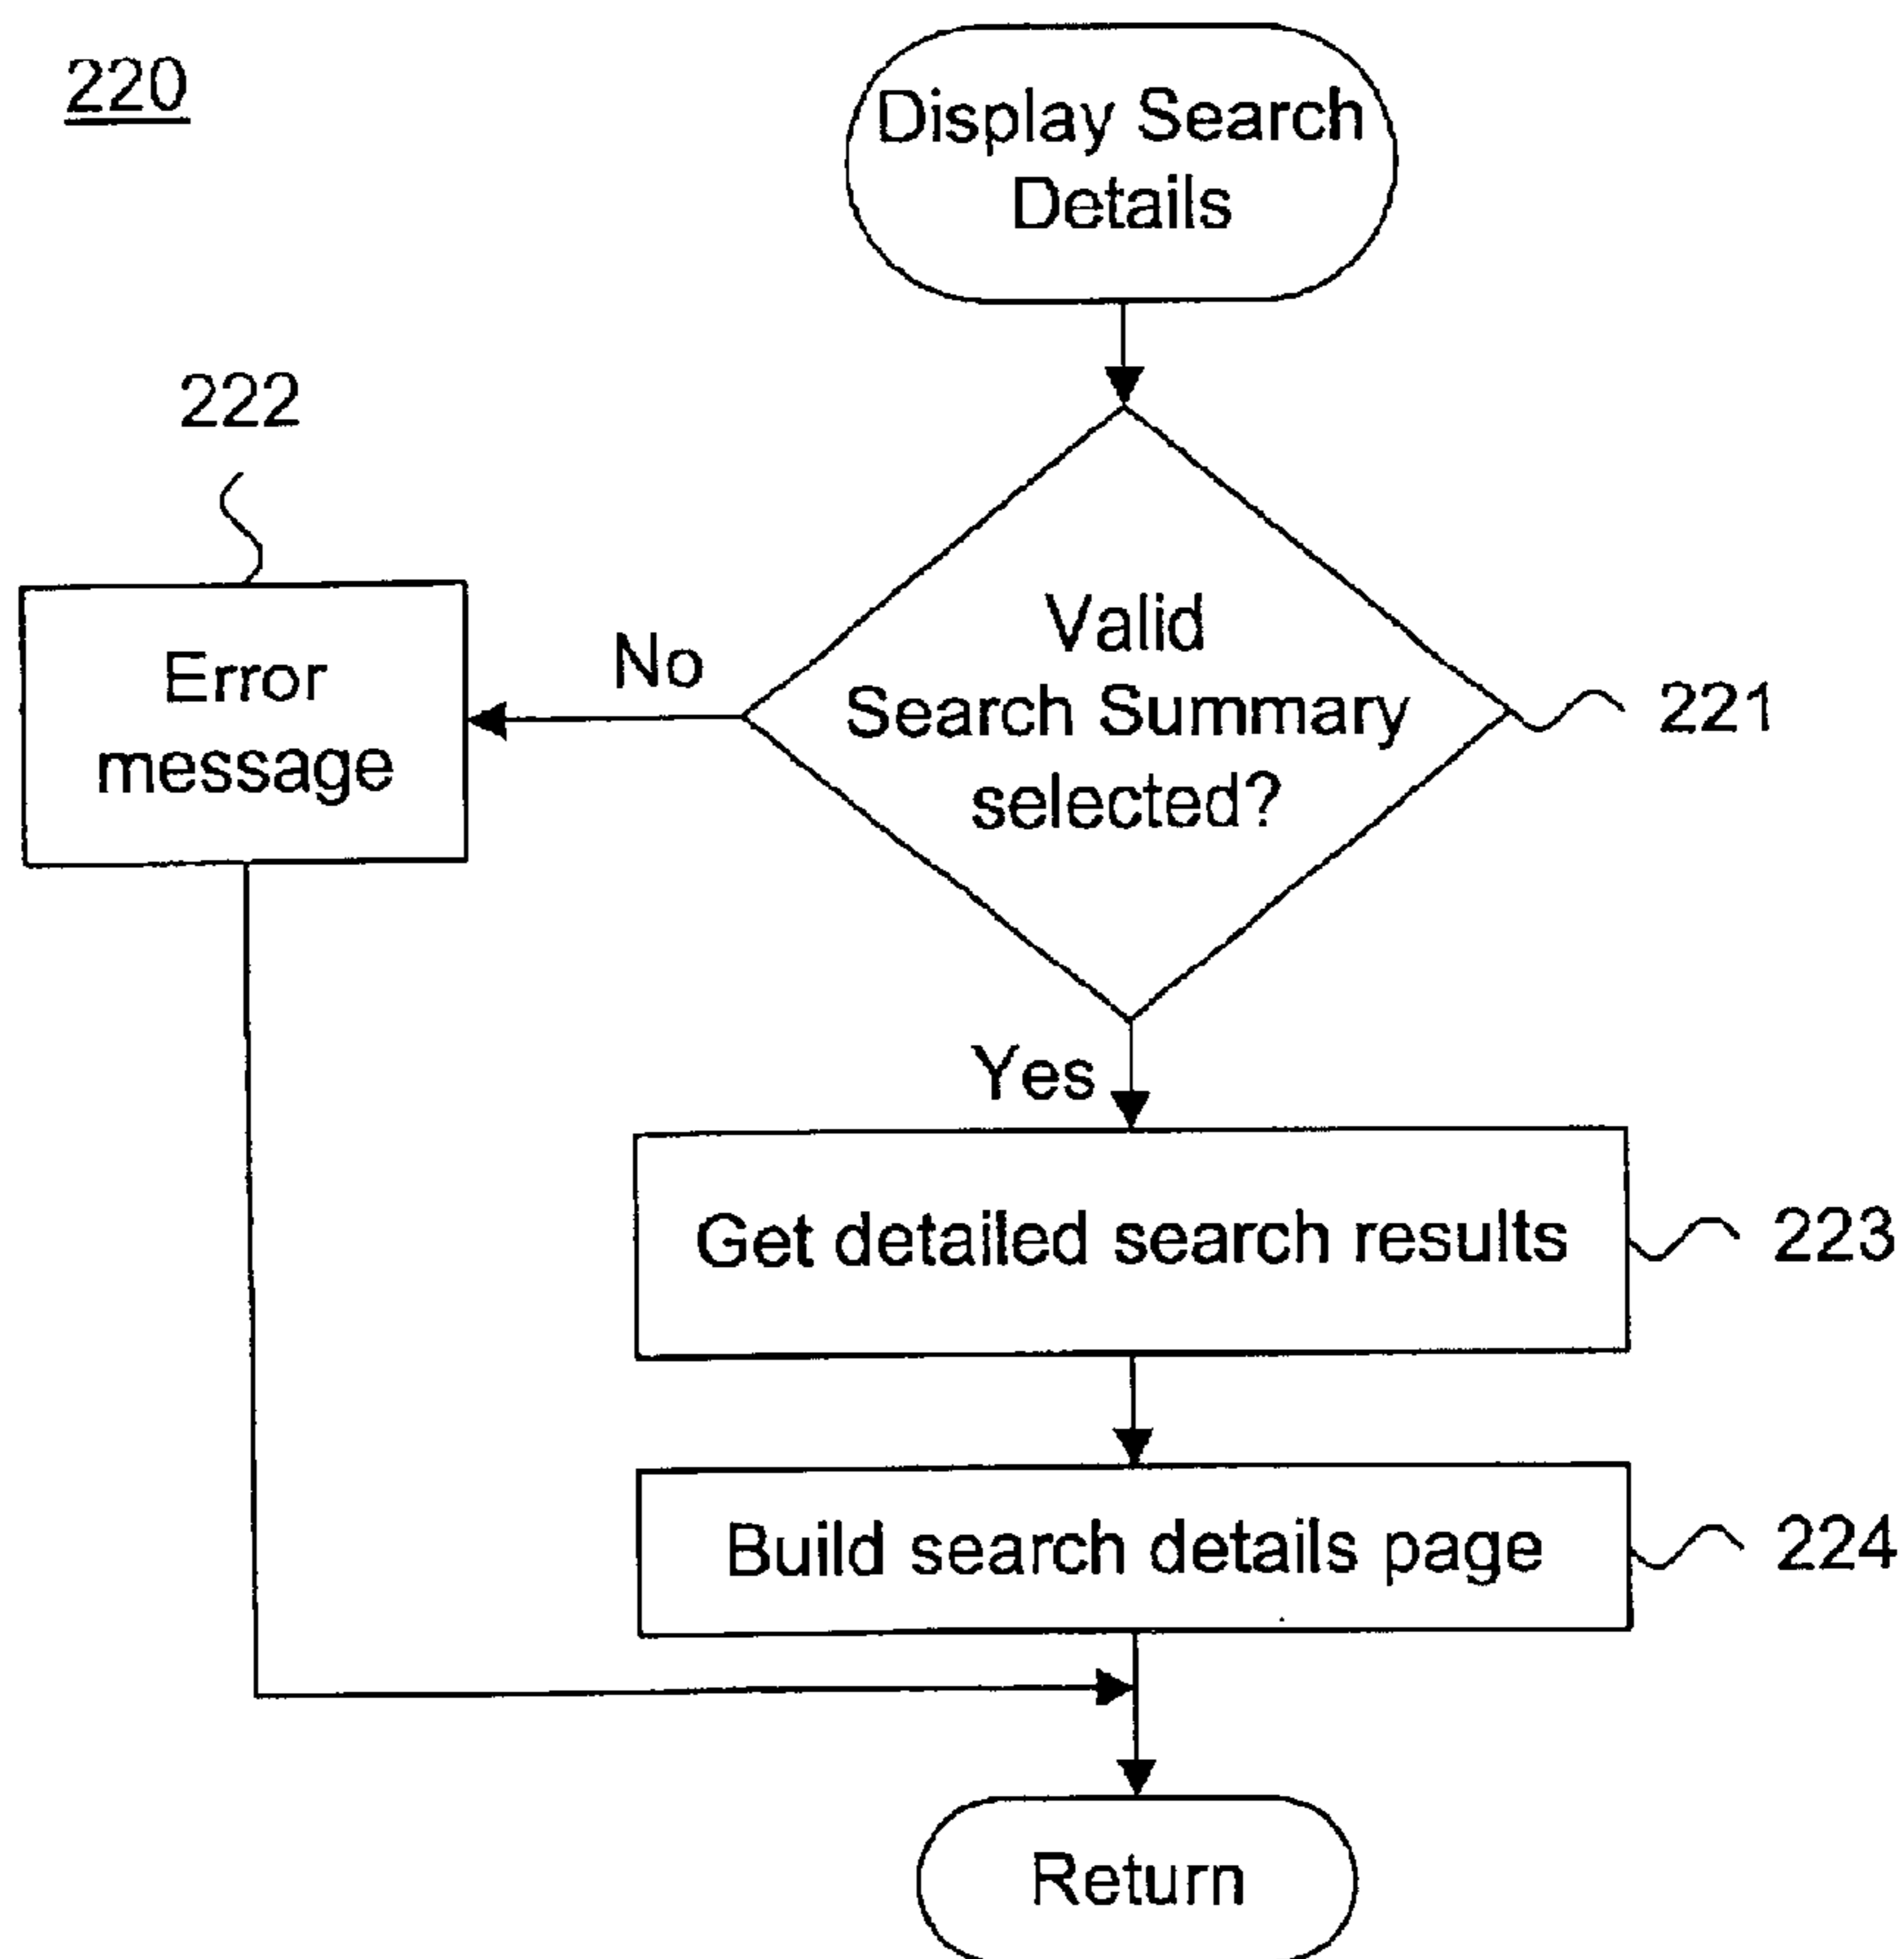 220
Display Search
Details
222
Valid
Search Summary
selected?
221
No
Error
message
Yes
Get detailed search results
223
Build search details page
224
Return